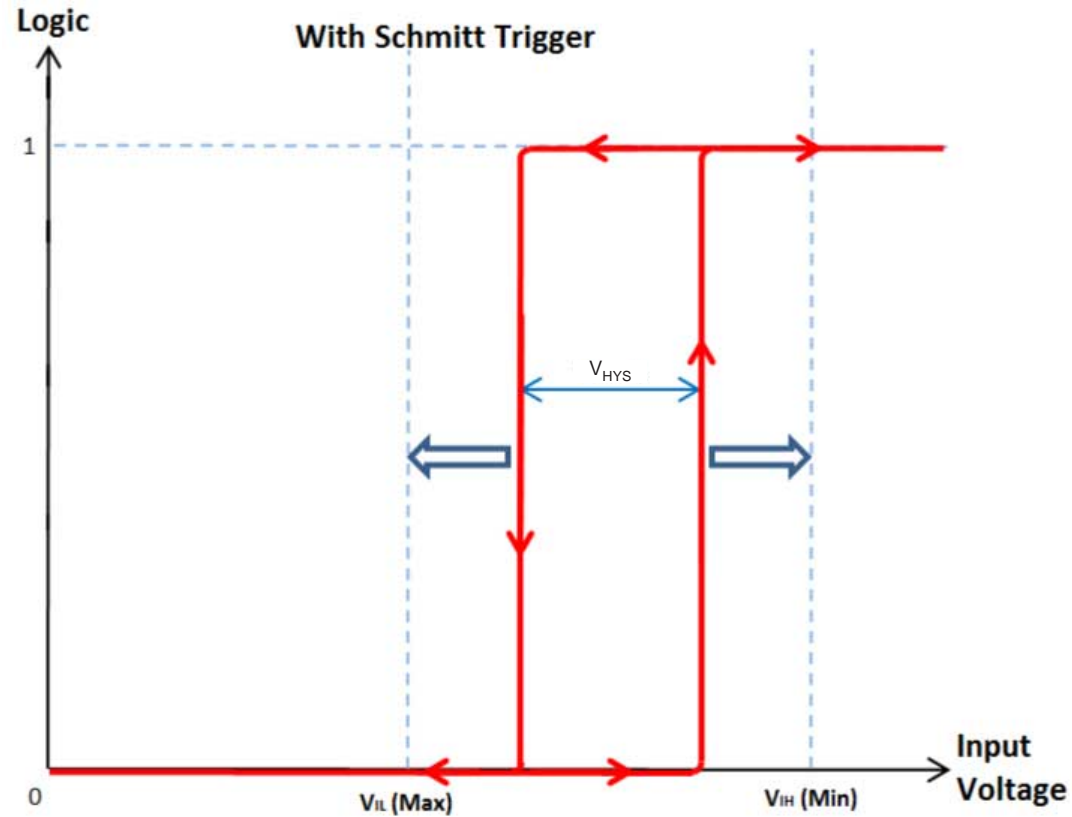 Logic
With Schmitt Trigger
1
VHYS
0
VIL (Max)
VIH (Min)
Input
Voltage